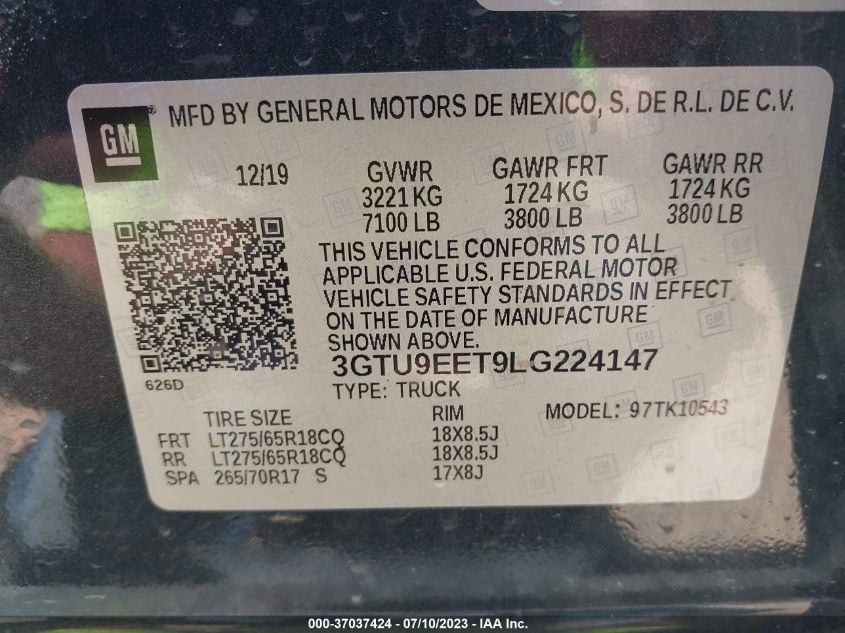 GM ® MFD BY GENERAL MOTORS DE MEXICO, S. DE R.L. DE C.V.
12/19 GVWR GAWR FRT GAWR RR
3221 KG 1724 KG 1724 KG
7100 LB 3800 LB 3800 LB
THIS VEHICLE CONFORMS TO ALL
APPLICABLE U.S. FEDERAL MOTOR
VEHICLE SAFETY STANDARDS IN EFFECT
ON THE DATE OF MANUFACTURE
SHOWN ABOVE.
3GTU9EET9LG224147
626D
TYPE: TRUCK
TIRE SIZE RIM MODEL: 97TK10543
FRT LT275/65R18CQ 18X8.5J
RR LT275/65R18CQ 18X8.5J
SPA 265/70R17 S 17X8J
000-37037424 - 07/10/2023 - IAA Inc.